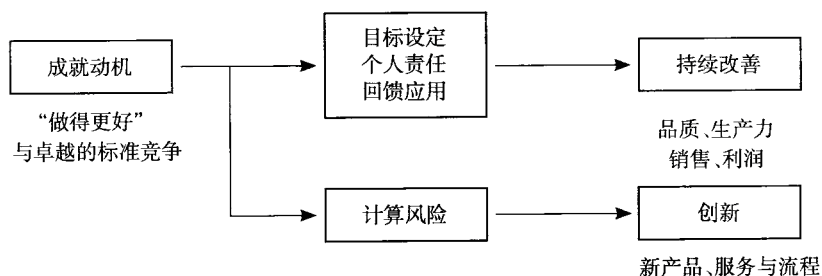 成就动机
“做得更好”
与卓越的标准竞争
目标设定
个人责任
回馈应用
持续改善
品质、生产力
销售、利润
计算风险
创新
新产品、服务与流程